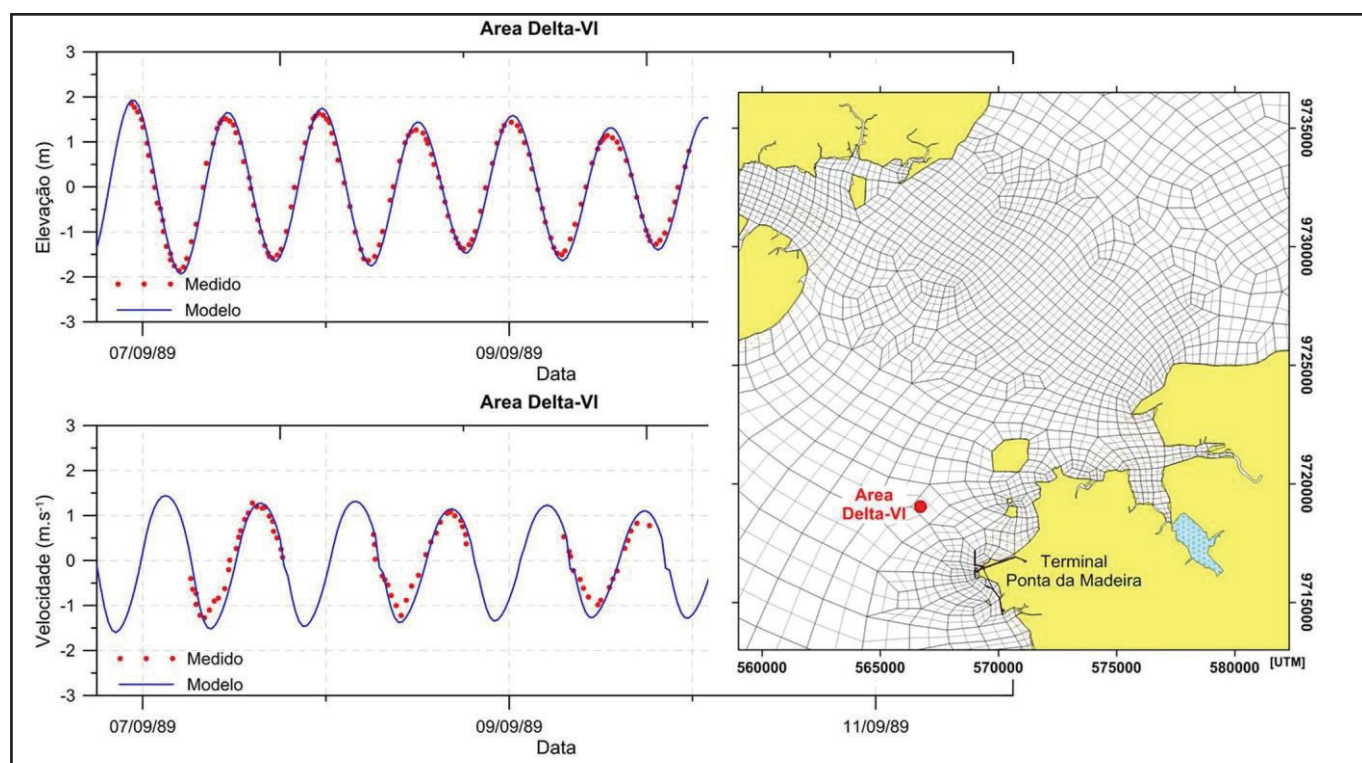 Area Delta-VI
3
2
1
0
-1
-2
-3
Elevação (m)
Medido
Modelo
07/09/89
09/09/89
Data
Area Delta-VI
3
2
1
0
-1
-2
-3
Velocidade (m.s⁻¹)
Medido
Modelo
07/09/89
09/09/89
11/09/89
Data
Area
Delta-VI
Terminal
Ponta da Madeira
9735000
9730000
9725000
9720000
9715000
560000
565000
570000
575000
580000
[UTM]